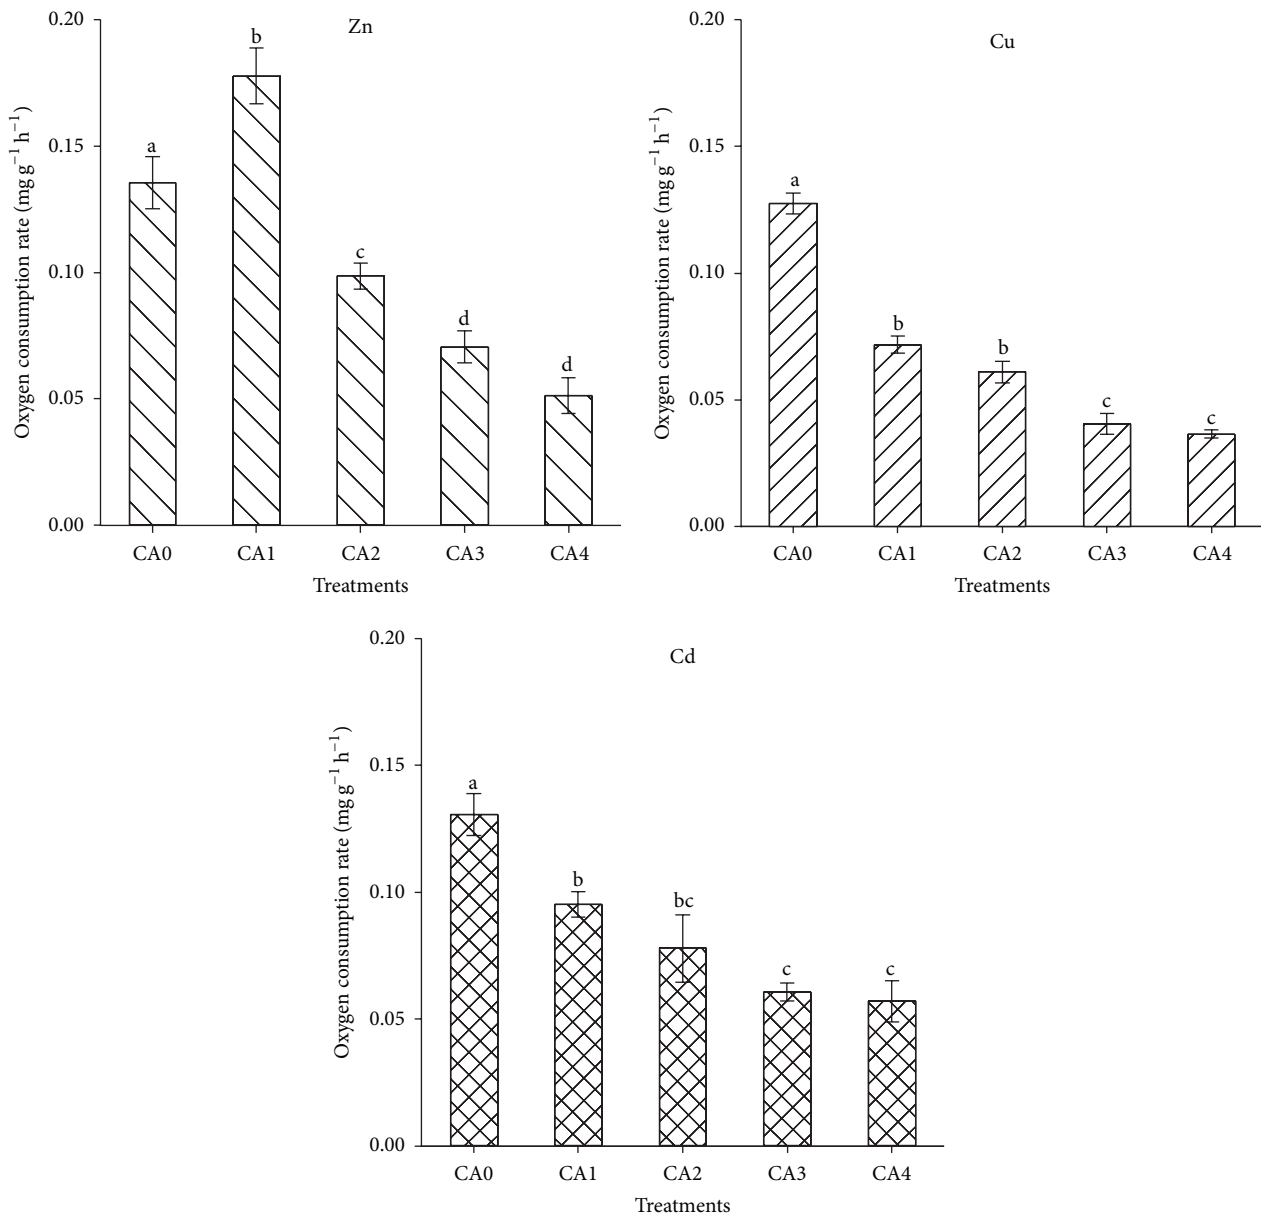 Zn
Oxygen consumption rate (mg g⁻¹ h⁻¹)
0.20
0.15
0.10
0.05
0.00
a
b
c
d
d
CA0 CA1 CA2 CA3 CA4
Treatments
Cu
Oxygen consumption rate (mg g⁻¹ h⁻¹)
0.20
0.15
0.10
0.05
0.00
a
b
b
c
c
CA0 CA1 CA2 CA3 CA4
Treatments
Cd
Oxygen consumption rate (mg g⁻¹ h⁻¹)
0.20
0.15
0.10
0.05
0.00
a
b
bc
c
c
CA0 CA1 CA2 CA3 CA4
Treatments